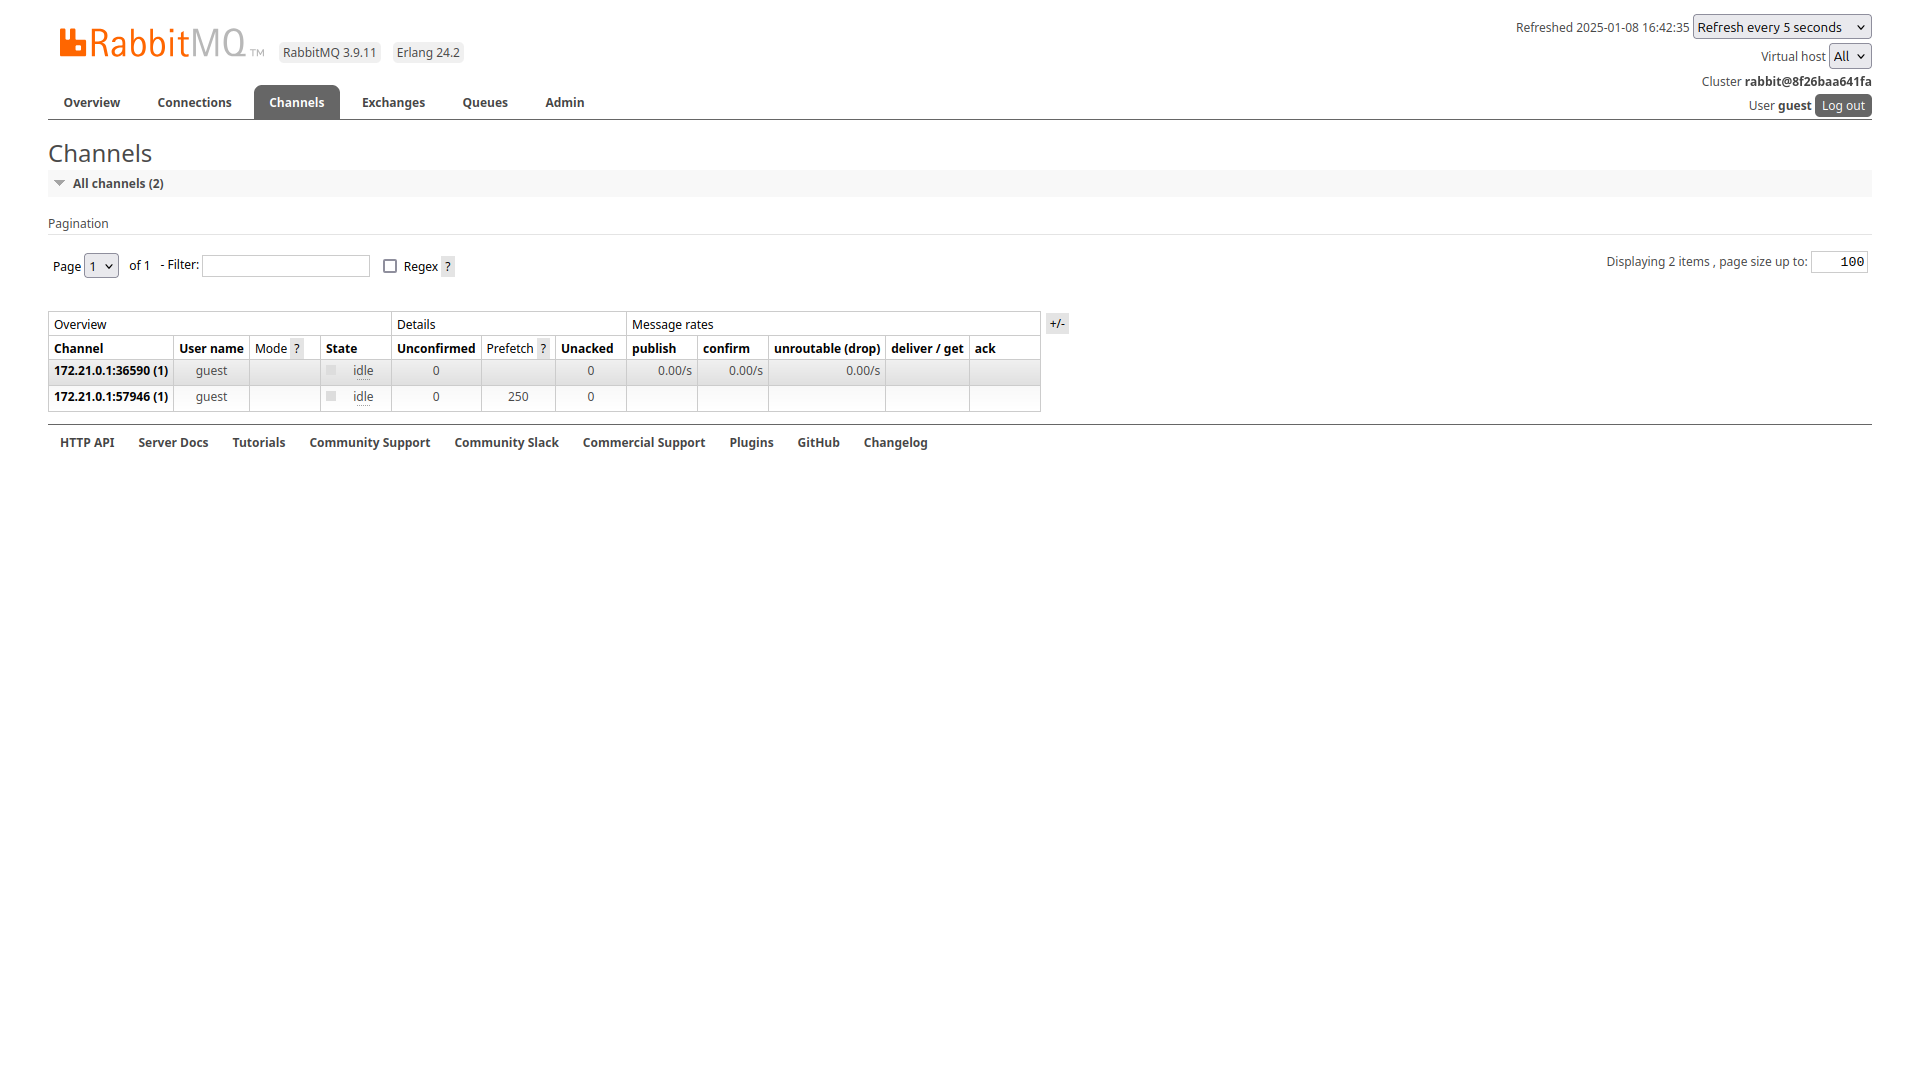 RabbitMQ TM RabbitMQ 3.9.11 Erlang 24.2
Refreshed 2025-01-08 16:42:35 Refresh every 5 seconds
Virtual host All
Cluster rabbit@8f26baa641fa
User guest Log out
Overview Connections Channels Exchanges Queues Admin
Channels
All channels (2)
Pagination
Page 1 of 1 - Filter: Regex ?
Displaying 2 items , page size up to: 100
Overview Details Message rates +/-
Channel User name Mode ? State Unconfirmed Prefetch ? Unacked publish confirm unroutable (drop) deliver / get ack
172.21.0.1:36590 (1) guest idle 0 0 0.00/s 0.00/s 0.00/s
172.21.0.1:57946 (1) guest idle 0 250 0
HTTP API Server Docs Tutorials Community Support Community Slack Commercial Support Plugins GitHub Changelog